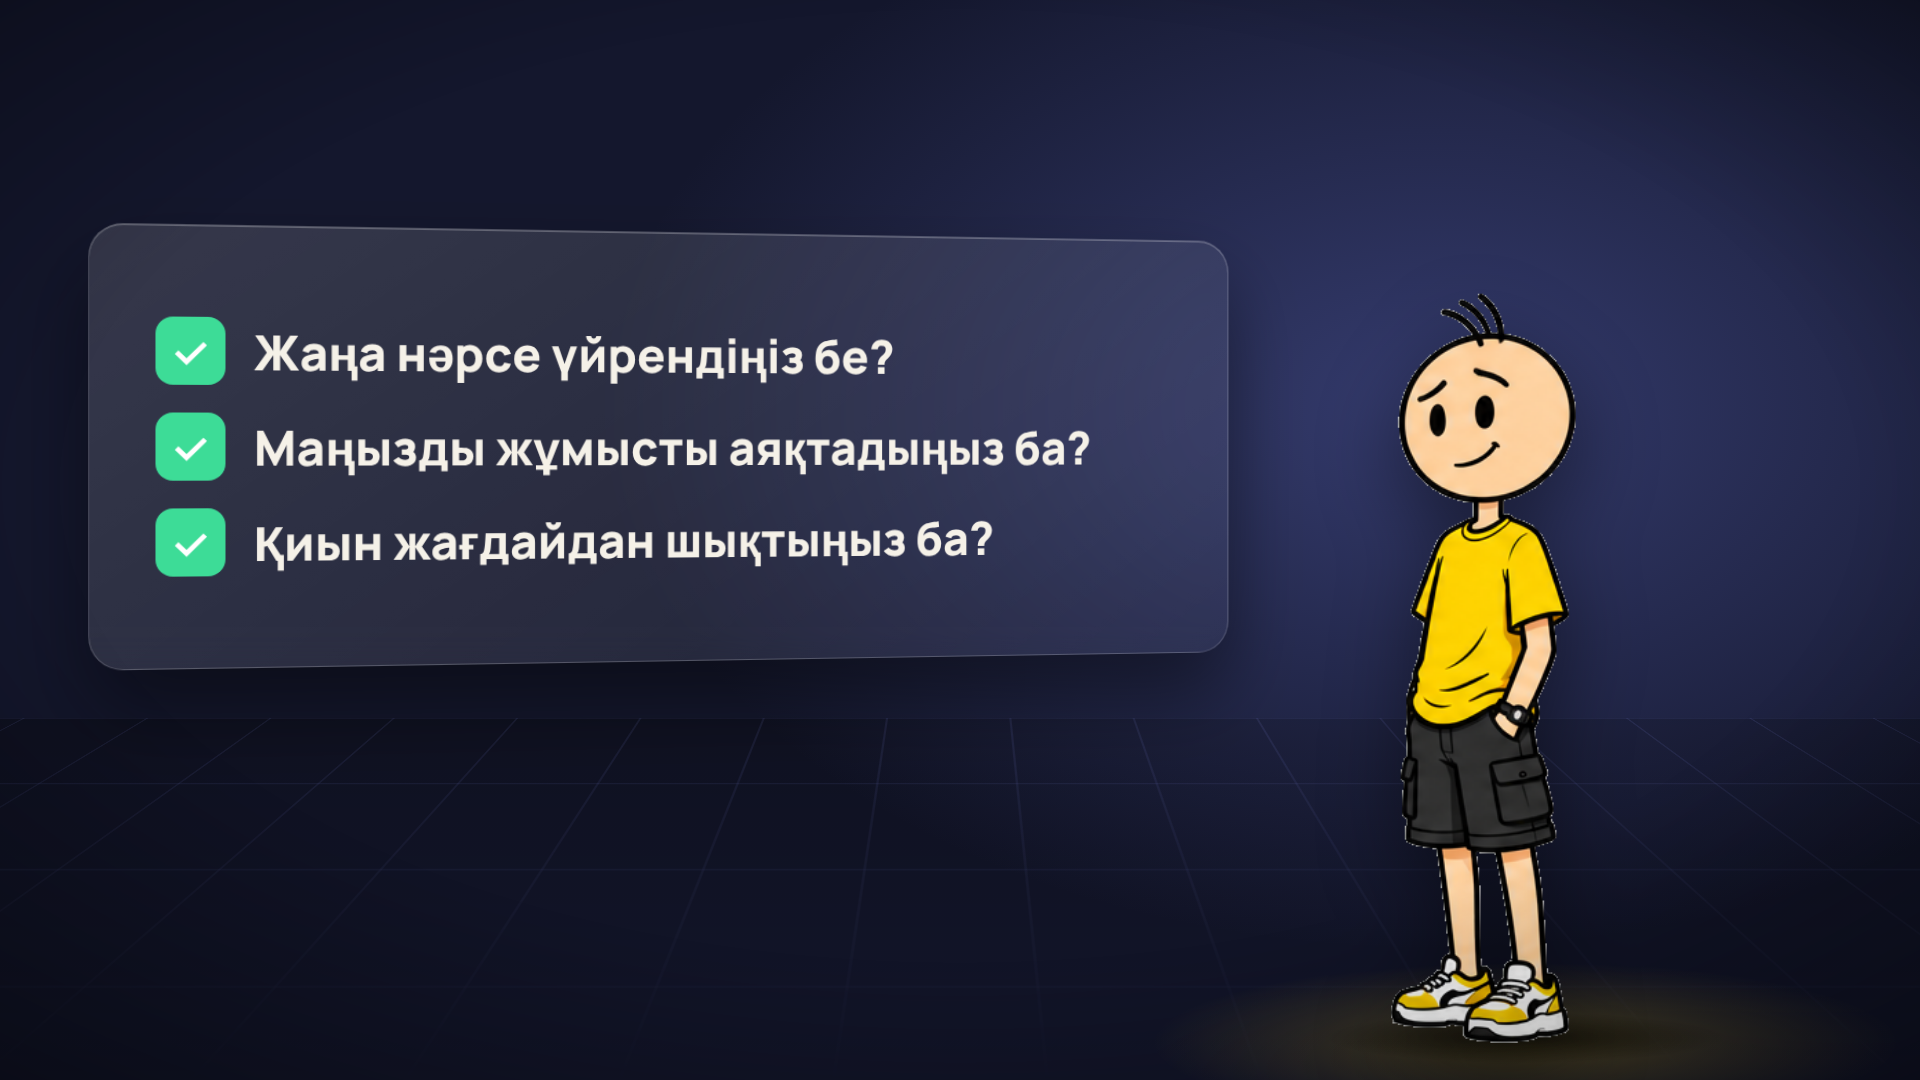 Жаңа нәрсе үйрендіңіз бе?
Маңызды жұмысты аяқтадыңыз ба?
Қиын жағдайдан шықтыңыз ба?